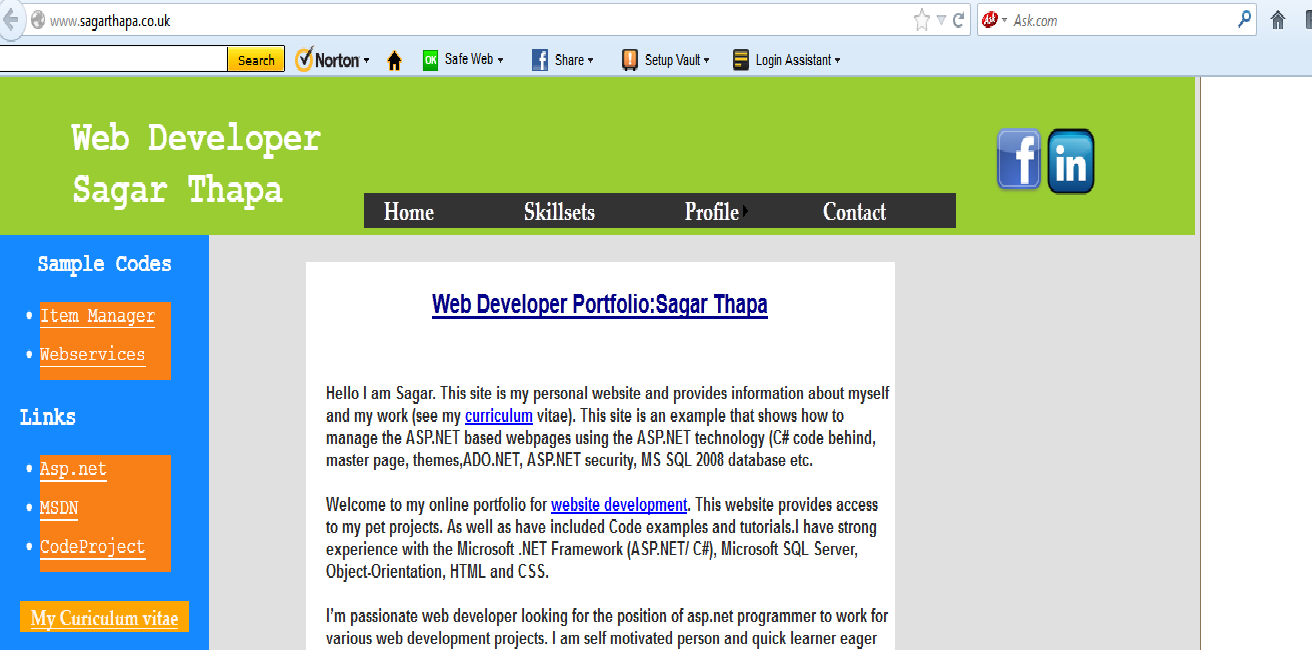 www.sagarthapa.co.uk
Ask Ask.com
Search Norton OK Safe Web Share Setup Vault Login Assistant
Web Developer
Sagar Thapa
f in
Home Skillsets Profile Contact
Sample Codes
Item Manager
Webservices
Links
Asp.net
MSDN
CodeProject
My Curiculum vitae
Web Developer Portfolio:Sagar Thapa
Hello I am Sagar. This site is my personal website and provides information about myself
and my work (see my curriculum vitae). This site is an example that shows how to
manage the ASP.NET based webpages using the ASP.NET technology (C# code behind,
master page, themes,ADO.NET, ASP.NET security, MS SQL 2008 database etc.
Welcome to my online portfolio for website development. This website provides access
to my pet projects. As well as have included Code examples and tutorials.I have strong
experience with the Microsoft .NET Framework (ASP.NET/ C#), Microsoft SQL Server,
Object-Orientation, HTML and CSS.
I'm passionate web developer looking for the position of asp.net programmer to work for
various web development projects. I am self motivated person and quick learner eager